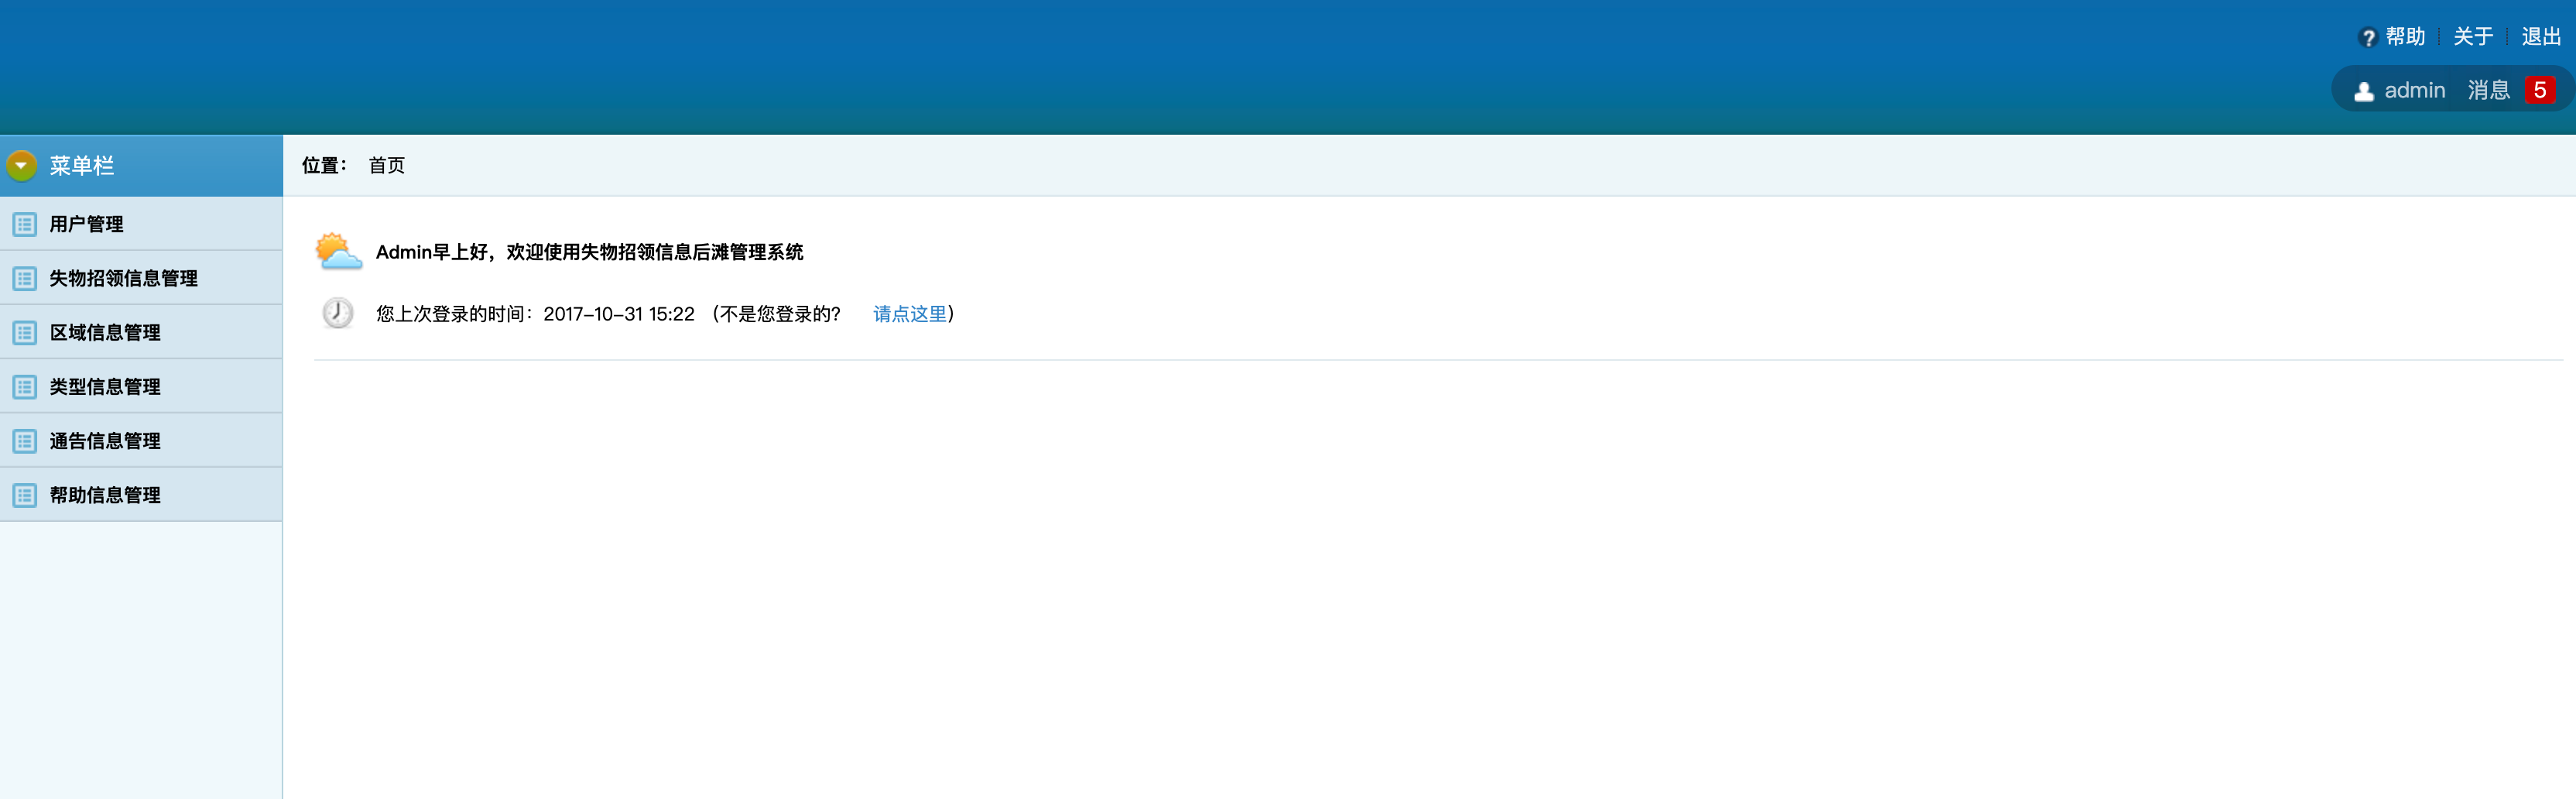 帮助 关于 退出
admin 消息 5
菜单栏
位置： 首页
用户管理
失物招领信息管理
区域信息管理
类型信息管理
通告信息管理
帮助信息管理
Admin早上好，欢迎使用失物招领信息后滩管理系统
您上次登录的时间：2017-10-31 15:22 （不是您登录的？ 请点这里）